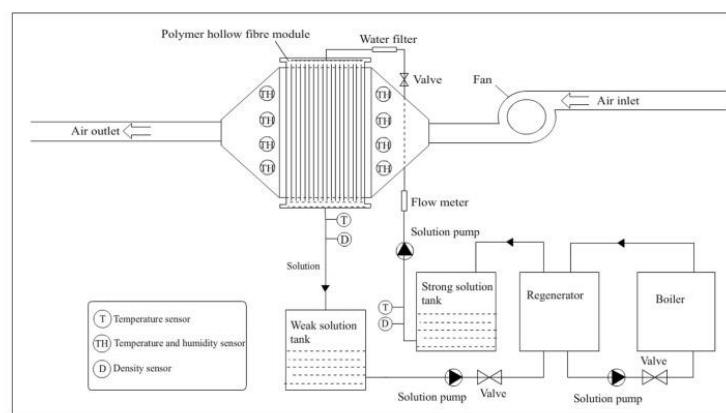 Polymer hollow fibre module
Water filter
Valve
Fan
Air inlet
Air outlet
TH
TH
TH
TH
TH
TH
TH
TH
Flow meter
T
D
Solution pump
Solution
Strong solution
tank
Regenerator
Boiler
T
D
Weak solution
tank
T Temperature sensor
TH Temperature and humidity sensor
D Density sensor
Solution pump
Valve
Solution pump
Valve